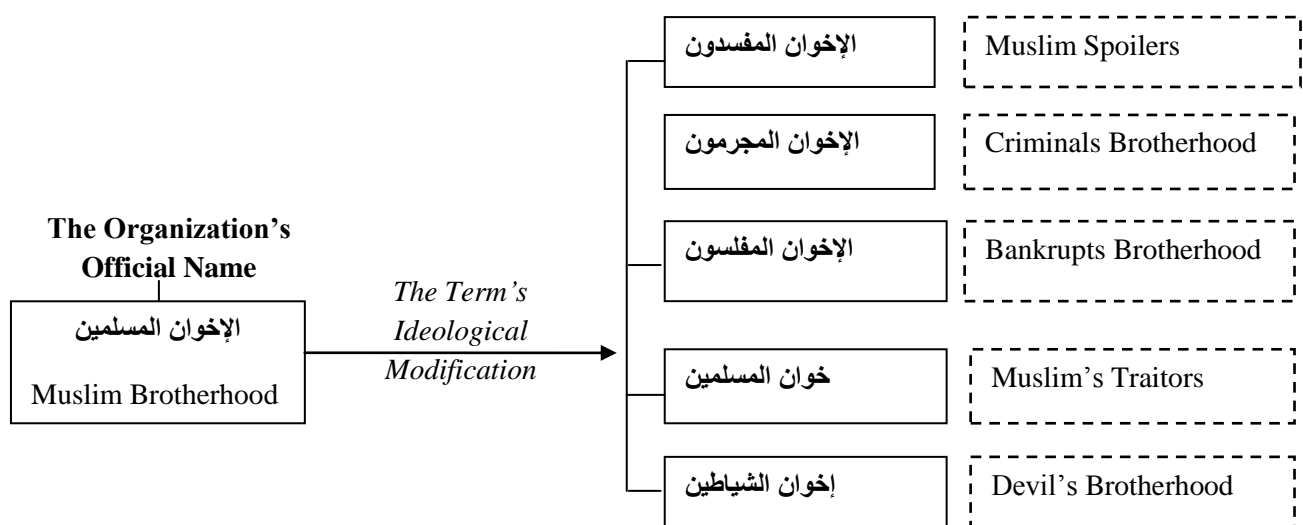 الإخوان المفسدون
Muslim Spoilers
الإخوان المجرمون
Criminals Brotherhood
The Organization's
Official Name
الإخوان المسلمين
Muslim Brotherhood
The Term's
Ideological
Modification
الإخوان المفلسون
Bankrupts Brotherhood
خوان المسلمين
Muslim's Traitors
إخوان الشياطين
Devil's Brotherhood